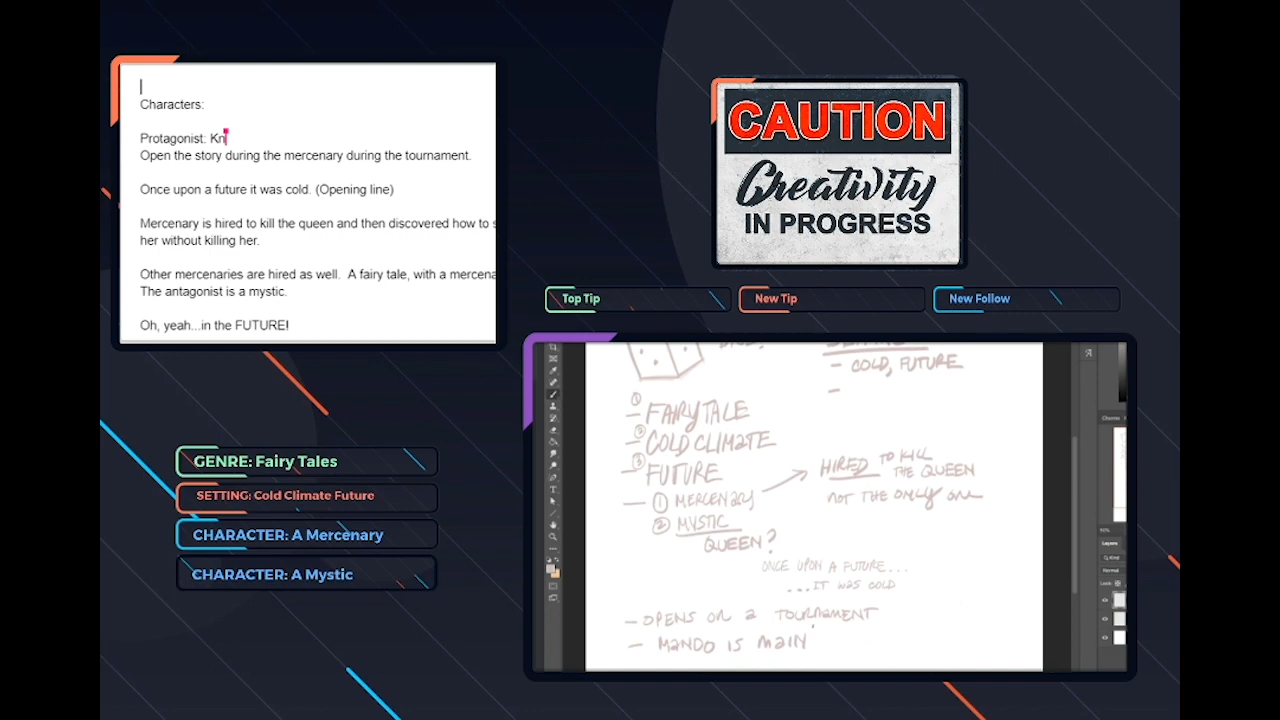 Characters:
Protagonist: Kn
Open the story during the mercenary during the tournament.
Once upon a future it was cold. (Opening line)
Mercenary is hired to kill the queen and then discovered how to s
her without killing her.
Other mercenaries are hired as well. A fairy tale, with a mercena
The antagonist is a mystic.
Oh, yeah...in the FUTURE!
CAUTION
Creativity
IN PROGRESS
Top Tip
New Tip
New Follow
GENRE: Fairy Tales
SETTING: Cold Climate Future
CHARACTER: A Mercenary
CHARACTER: A Mystic
- COLD, FUTURE
-
① - FAIRYTALE
② - COLD CLIMATE
③ - FUTURE
- ① MERCENARY
② MYSTIC
QUEEN?
HIRED TO KILL
THE QUEEN
NOT THE ONLY ONE
ONCE UPON A FUTURE...
...IT WAS COLD
- OPENS ON A TOURNAMENT
- MANDO IS MAIN
Layers
Kind
Normal
Lock: